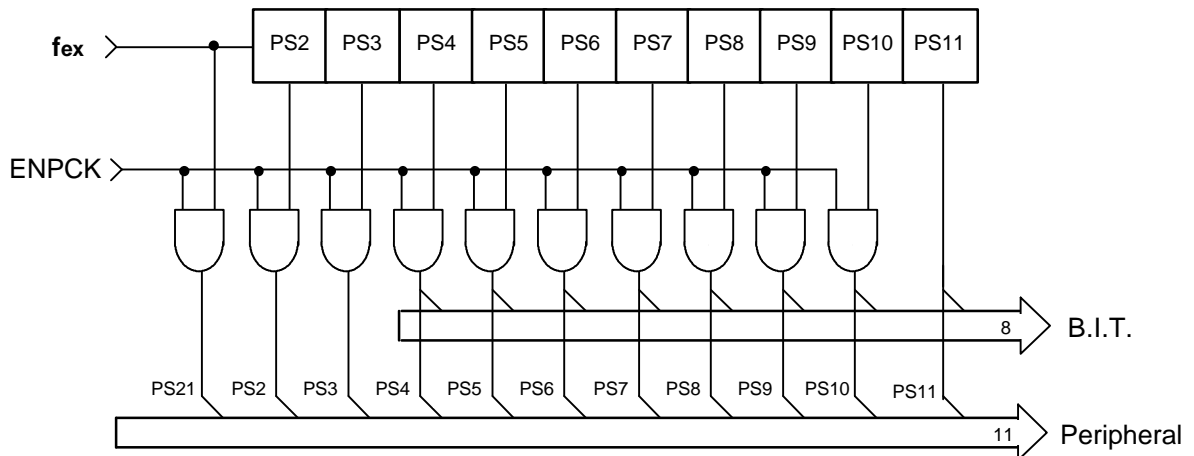 fex
PS2 PS3 PS4 PS5 PS6 PS7 PS8 PS9 PS10 PS11
ENPCK
8
B.I.T.
PS21 PS2 PS3 PS4 PS5 PS6 PS7 PS8 PS9 PS10 PS11
11
Peripheral